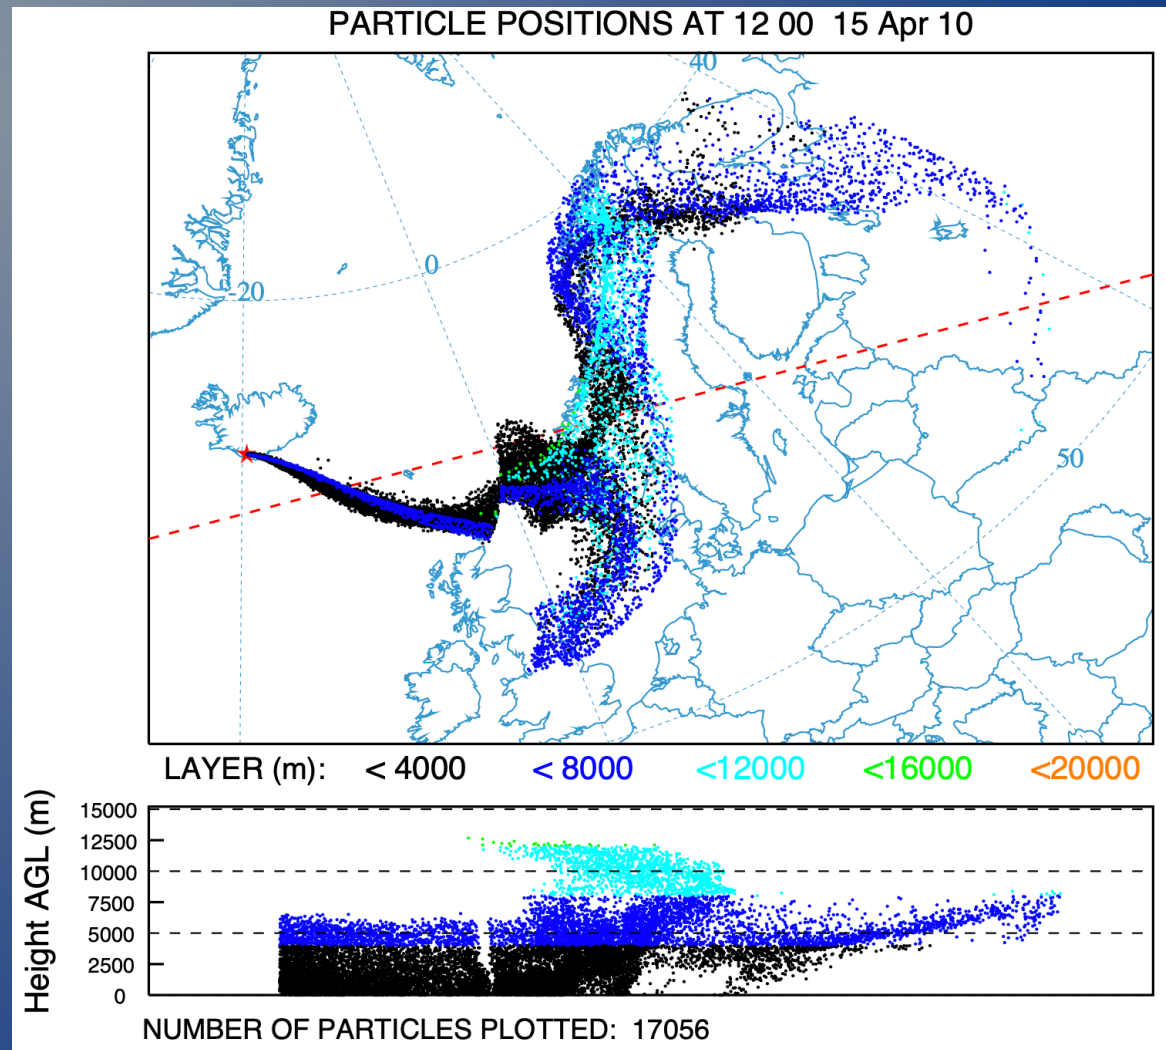 PARTICLE POSITIONS AT 12 00 15 Apr 10
40
0
-20
50
LAYER (m): < 4000 < 8000 <12000 <16000 <20000
Height AGL (m)
15000
12500
10000
7500
5000
2500
0
NUMBER OF PARTICLES PLOTTED: 17056